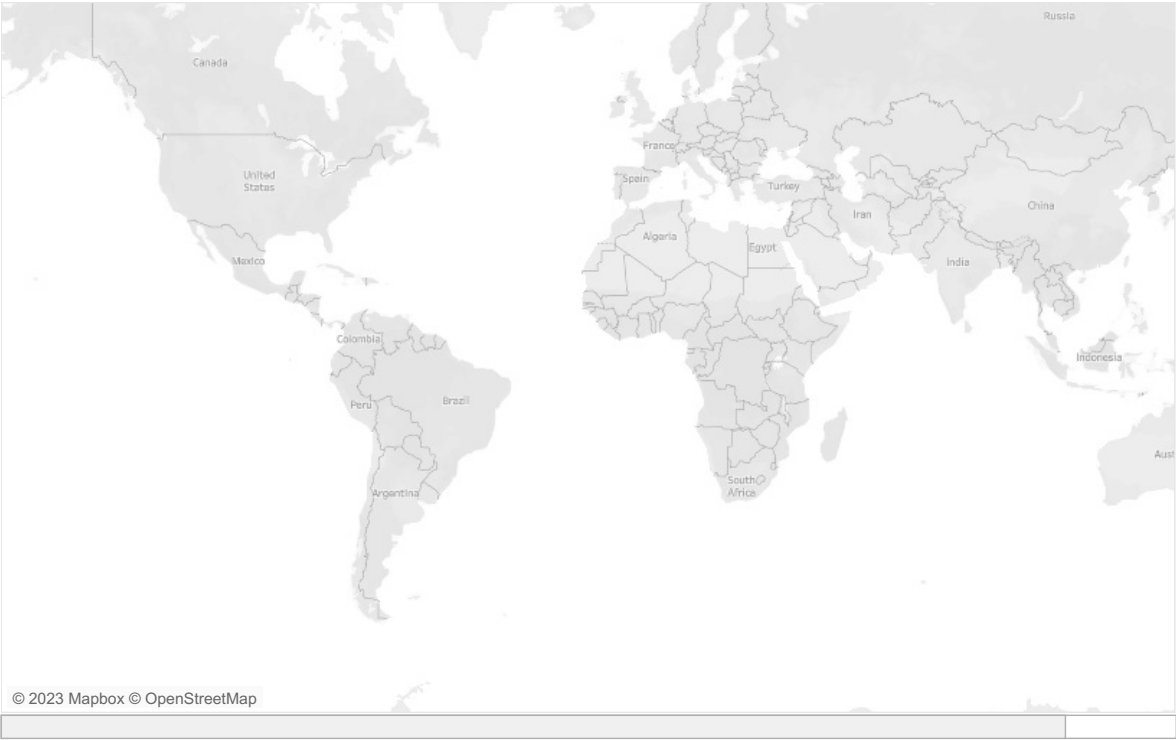 Russia
Canada
France
United
States
Spain
Turkey
China
Iran
Algeria
Egypt
Mexico
India
Colombia
Indonesia
Brazil
Peru
Aust
South
Africa
Argentina
© 2023 Mapbox © OpenStreetMap